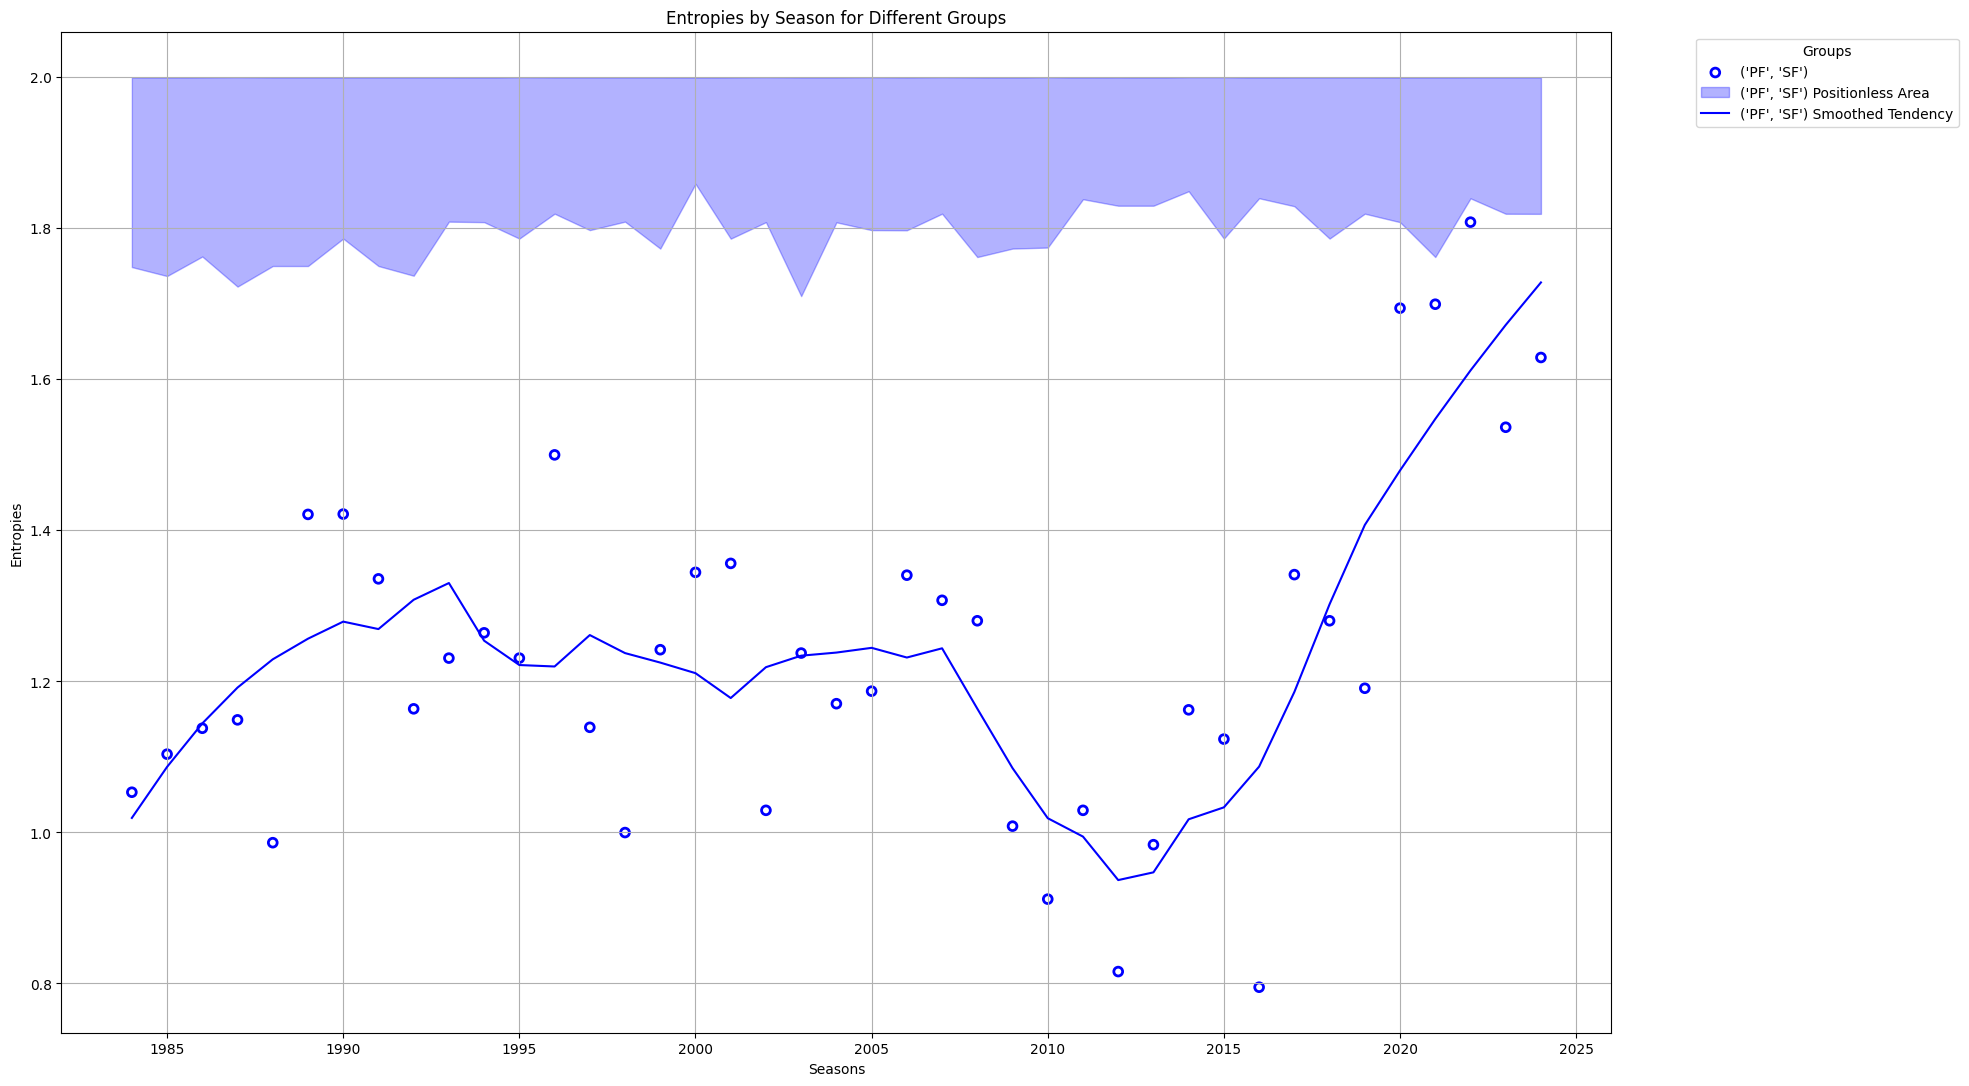 Entropies by Season for Different Groups
Groups
('PF', 'SF')
('PF', 'SF') Positionless Area
('PF', 'SF') Smoothed Tendency
2.0
1.8
1.6
1.4
1.2
1.0
0.8
Entropies
1985 1990 1995 2000 2005 2010 2015 2020 2025
Seasons